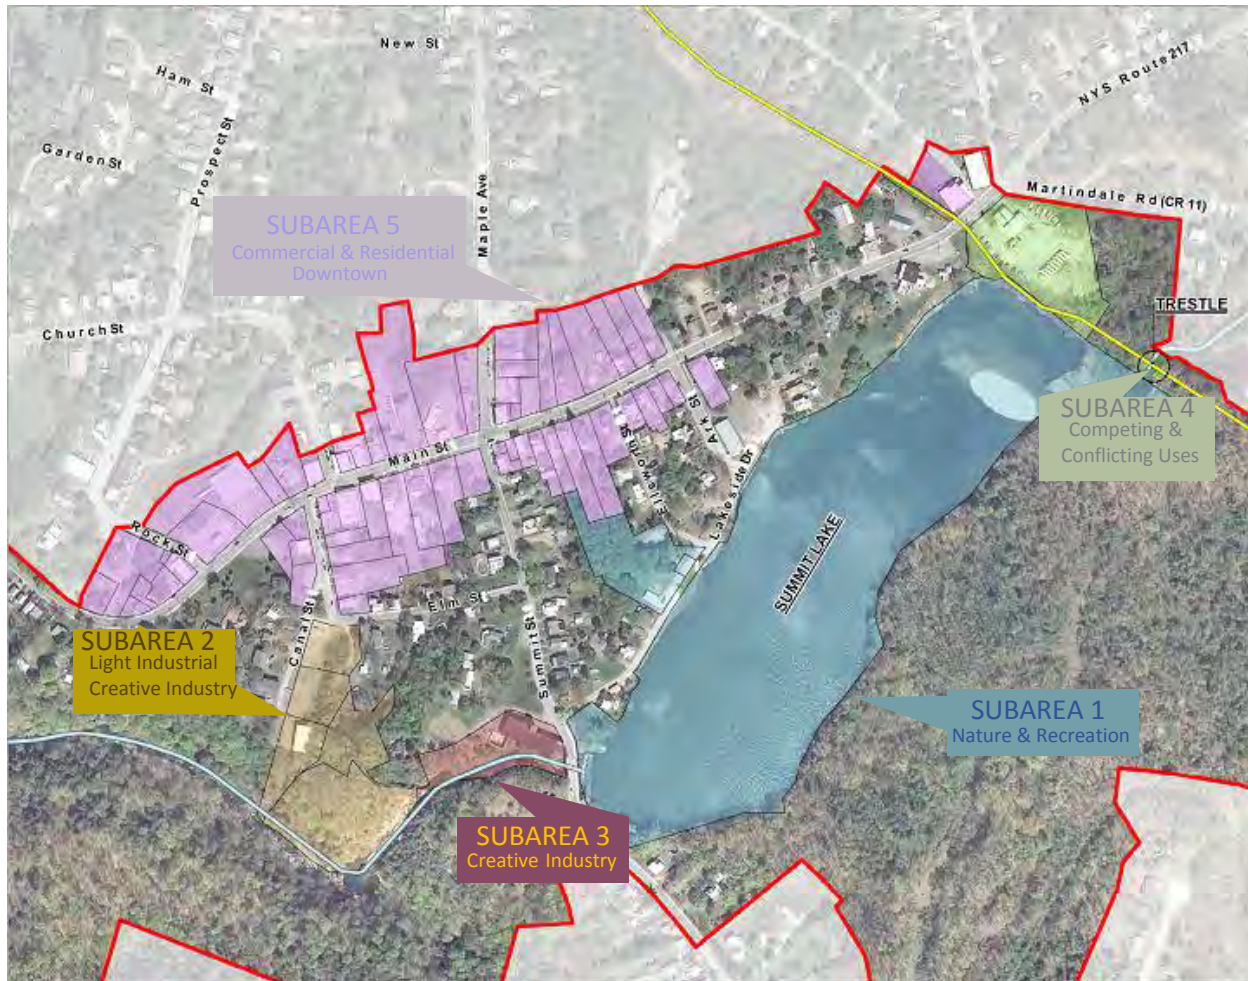 New St
Ham St
NYS Route 217
Garden St
Prospect St
Martindale Rd (CR 11)
Maple Ave
SUBAREA 5
Commercial & Residential
Downtown
TRESTLE
Church St
SUBAREA 4
Competing &
Conflicting Uses
Ark St
Main St
Ellsworth St
Lakeside Dr
Rock St
SUMMIT LAKE
Elm St
Canal St
Summit St
SUBAREA 2
Light Industrial
Creative Industry
SUBAREA 1
Nature & Recreation
SUBAREA 3
Creative Industry